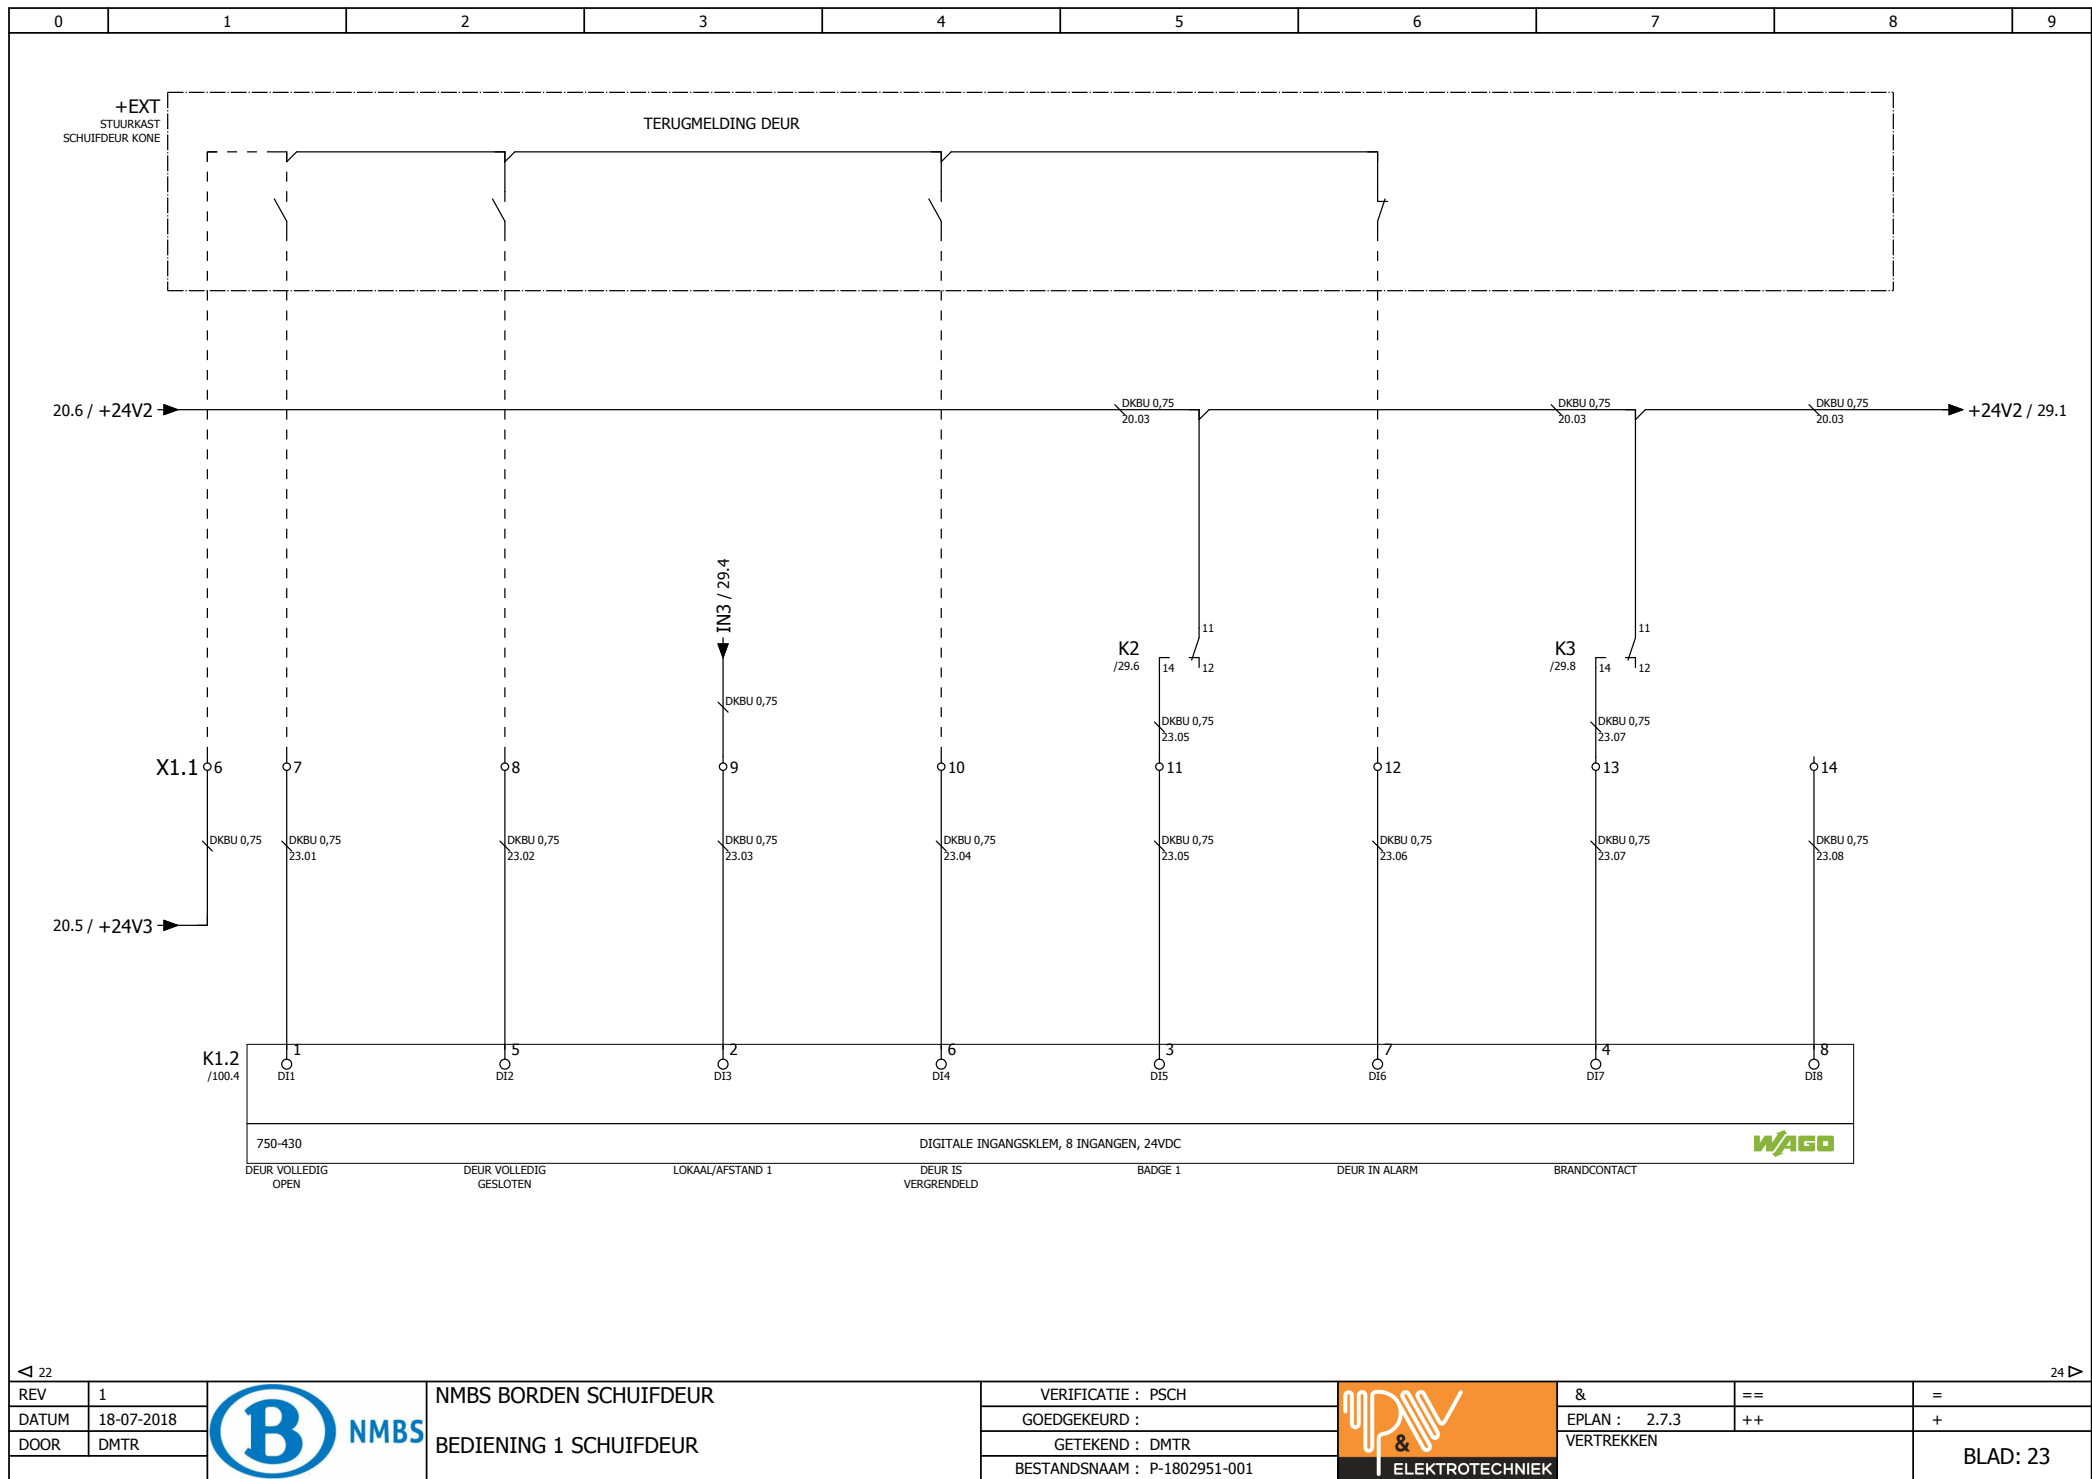 0 1 2 3 4 5 6 7 8 9
+EXT
STUURKAST
SCHUIFDEUR KONE
TERUGMELDING DEUR
20.6 / +24V2
DKBU 0,75
20.03
DKBU 0,75
20.03
DKBU 0,75
20.03
+24V2 / 29.1
IN3 / 29.4
K2
/29.6
11
14
12
K3
/29.8
11
14
12
DKBU 0,75
DKBU 0,75
23.05
DKBU 0,75
23.07
X1.1 6 7 8 9 10 11 12 13 14
DKBU 0,75
DKBU 0,75
23.01
DKBU 0,75
23.02
DKBU 0,75
23.03
DKBU 0,75
23.04
DKBU 0,75
23.05
DKBU 0,75
23.06
DKBU 0,75
23.07
DKBU 0,75
23.08
20.5 / +24V3
K1.2
/100.4
1 5 2 6 3 7 4 8
DI1 DI2 DI3 DI4 DI5 DI6 DI7 DI8
750-430
DIGITALE INGANGSKLEM, 8 INGANGEN, 24VDC
WAGO
DEUR VOLLEDIG
OPEN
DEUR VOLLEDIG
GESLOTEN
LOKAAL/AFSTAND 1
DEUR IS
VERGRENDELD
BADGE 1
DEUR IN ALARM
BRANDCONTACT
22
24
REV 1
DATUM 18-07-2018
DOOR DMTR
B NMBS
NMBS BORDEN SCHUIFDEUR
BEDIENING 1 SCHUIFDEUR
VERIFICATIE : PSCH
GOEDGEKEURD :
GETEKEND : DMTR
BESTANDSNAAM : P-1802951-001
&
ELEKTROTECHNIEK
& == =
EPLAN : 2.7.3 ++ +
VERTREKKEN
BLAD: 23